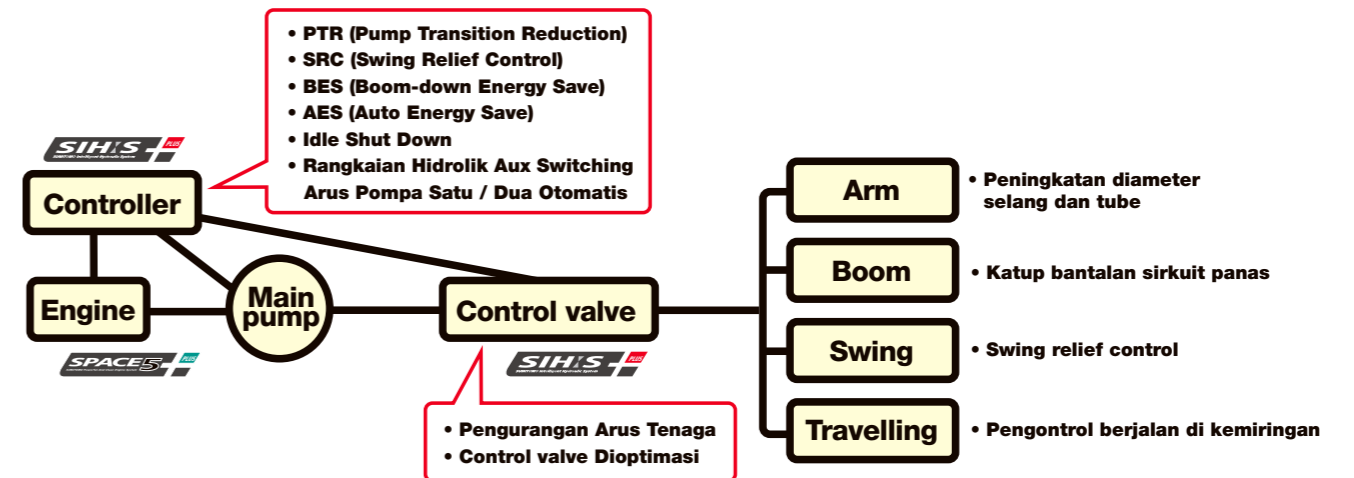 • PTR (Pump Transition Reduction)
• SRC (Swing Relief Control)
• BES (Boom-down Energy Save)
• AES (Auto Energy Save)
• Idle Shut Down
• Rangkaian Hidrolik Aux Switching
Arus Pompa Satu / Dua Otomatis
SIH:S PLUS
Controller
Engine
Main
pump
SPACE5 PLUS
Control valve
SIH:S PLUS
• Pengurangan Arus Tenaga
• Control valve Dioptimasi
Arm
• Peningkatan diameter
selang dan tube
Boom
• Katup bantalan sirkuit panas
Swing
• Swing relief control
Travelling
• Pengontrol berjalan di kemiringan